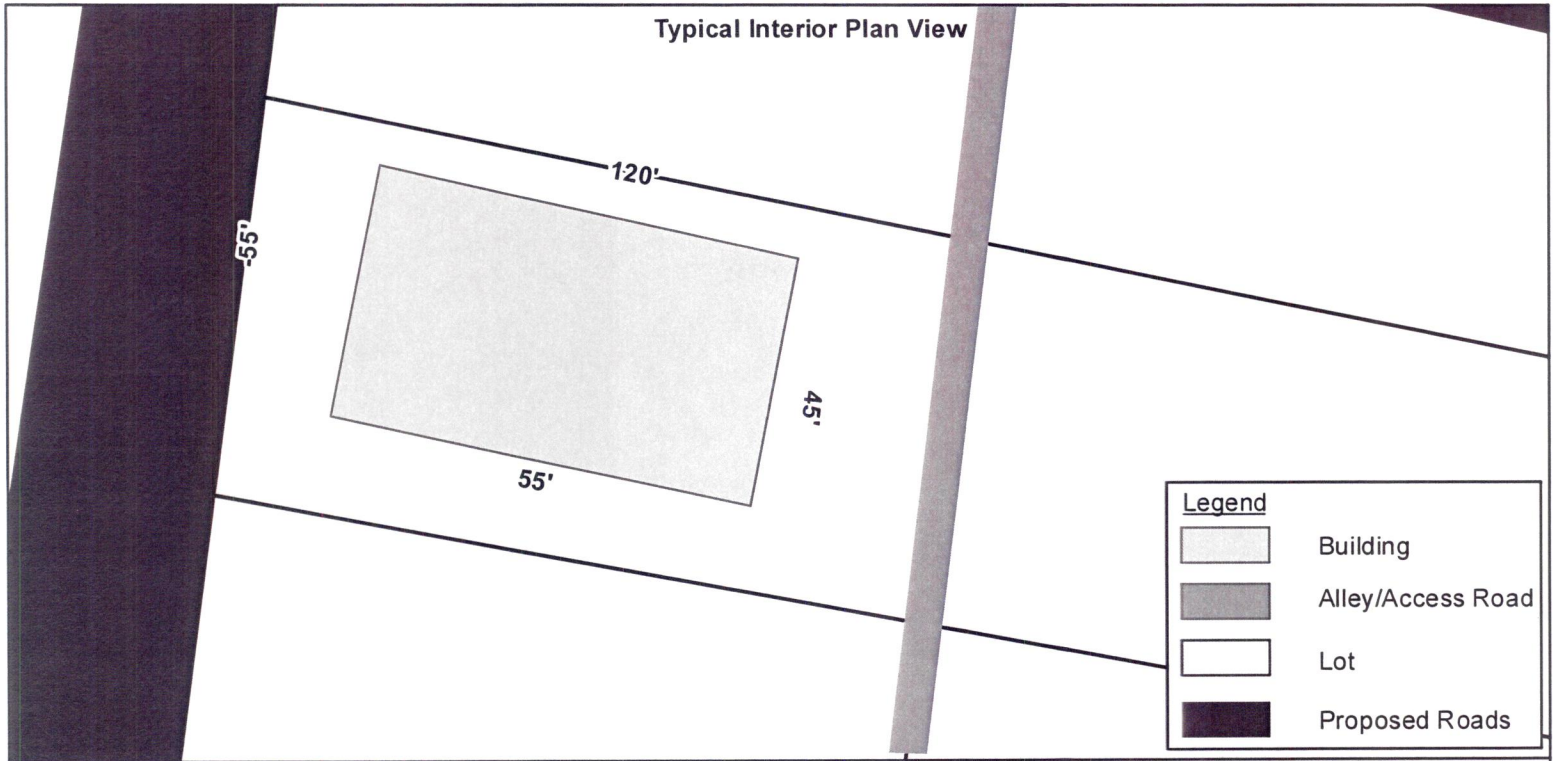 Typical Interior Plan View
120'
55'
45'
55'
Legend
Building
Alley/Access Road
Lot
Proposed Roads